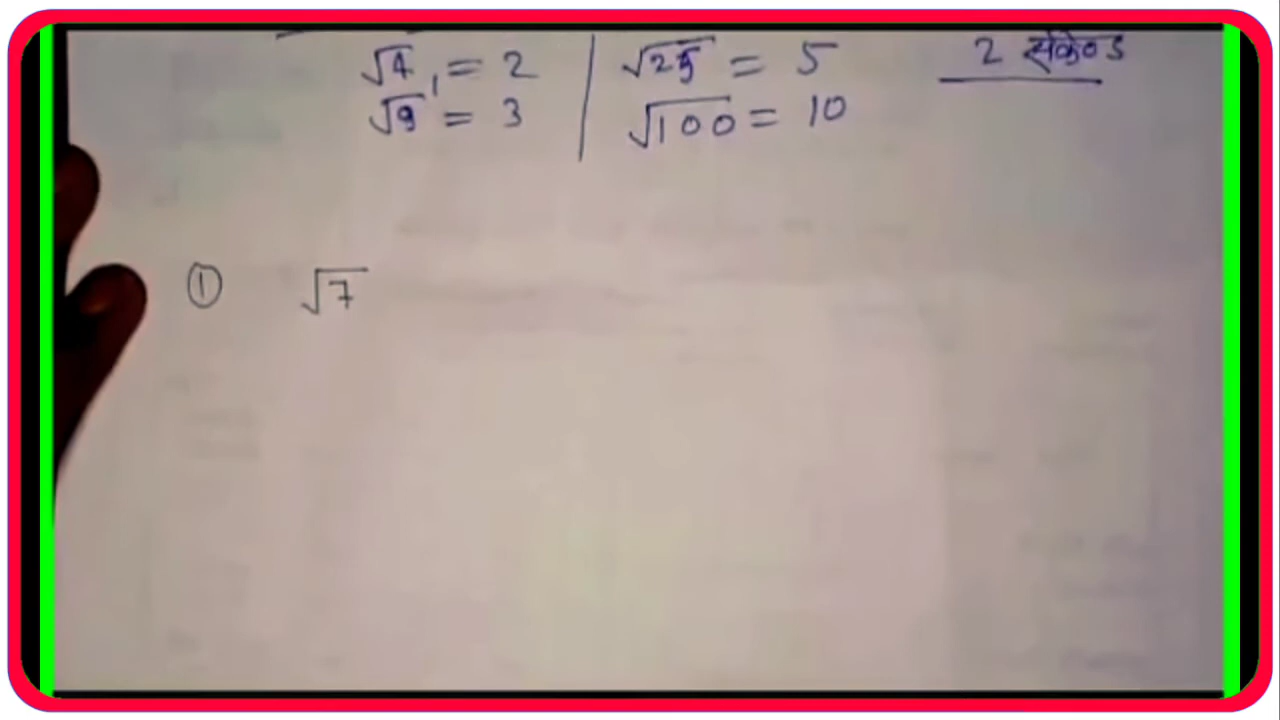 √4, = 2 | √25 = 5 2 सेकेण्ड
√9 = 3 | √100 = 10
① √7